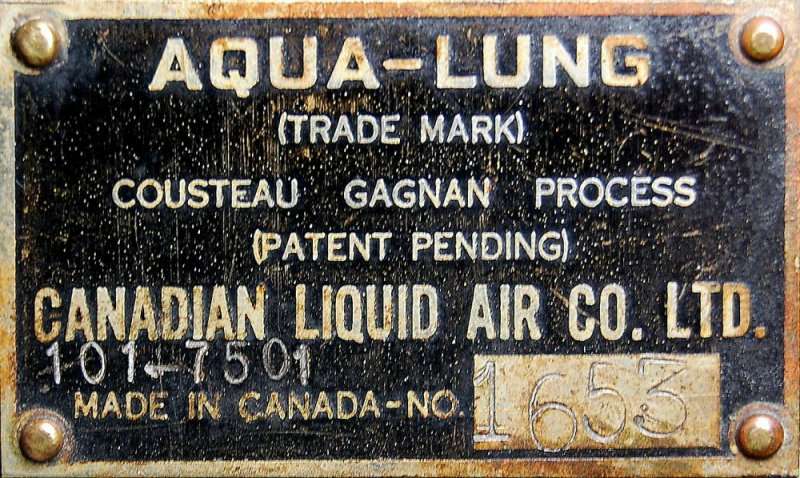 AQUA-LUNG
(TRADE MARK)
COUSTEAU GAGNAN PROCESS
(PATENT PENDING)
CANADIAN LIQUID AIR CO. LTD.
101-7501
MADE IN CANADA-NO. 1653